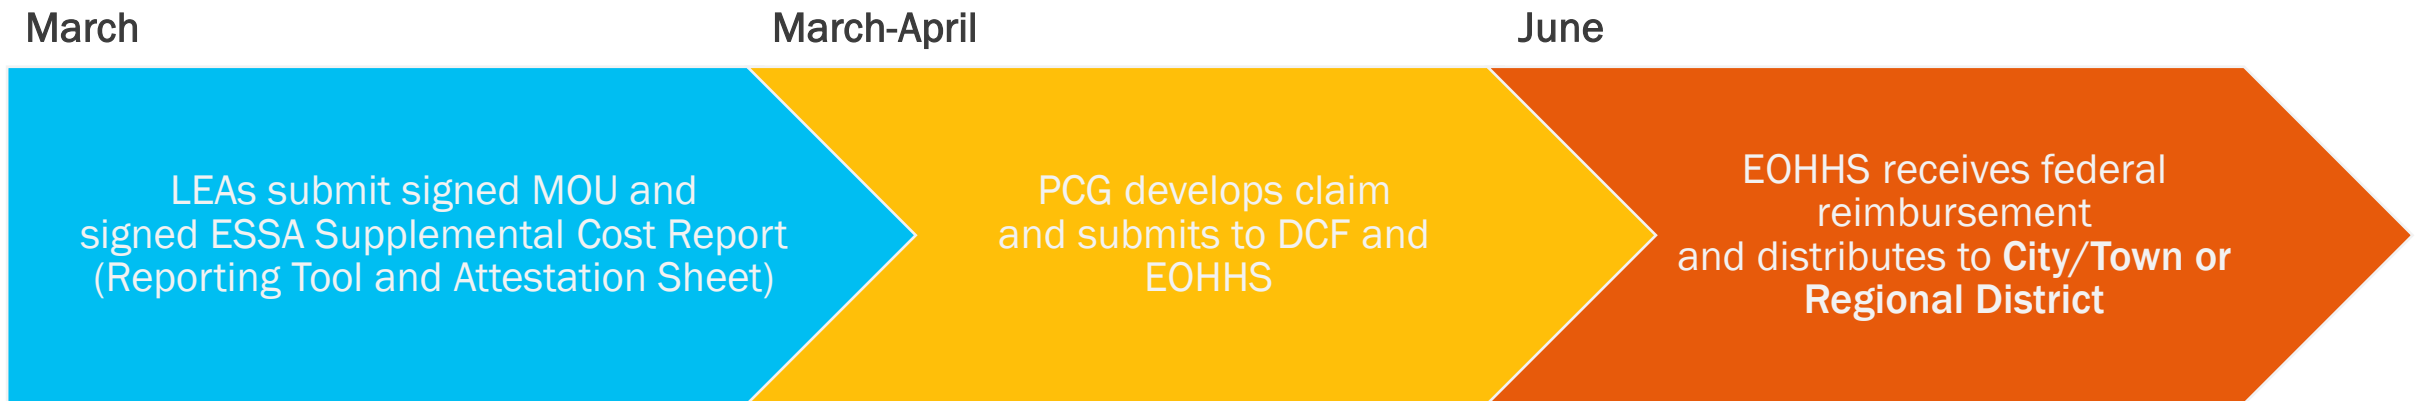 March
LEAs submit signed MOU and
signed ESSA Supplemental Cost Report
(Reporting Tool and Attestation Sheet)
March-April
PCG develops claim
and submits to DCF and
EOHHS
June
EOHHS receives federal
reimbursement
and distributes to City/Town or
Regional District